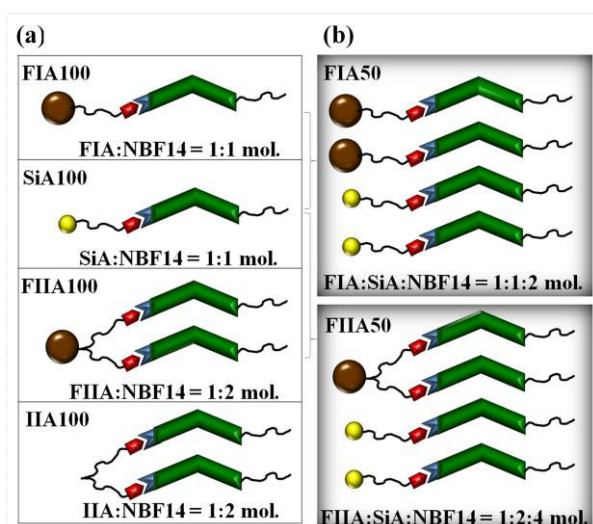 (a)
FIA100
FIA:NBF14 = 1:1 mol.
SiA100
SiA:NBF14 = 1:1 mol.
FIIA100
FIIA:NBF14 = 1:2 mol.
IIA100
IIA:NBF14 = 1:2 mol.
(b)
FIA50
FIA:SiA:NBF14 = 1:1:2 mol.
FIIA50
FIIA:SiA:NBF14 = 1:2:4 mol.